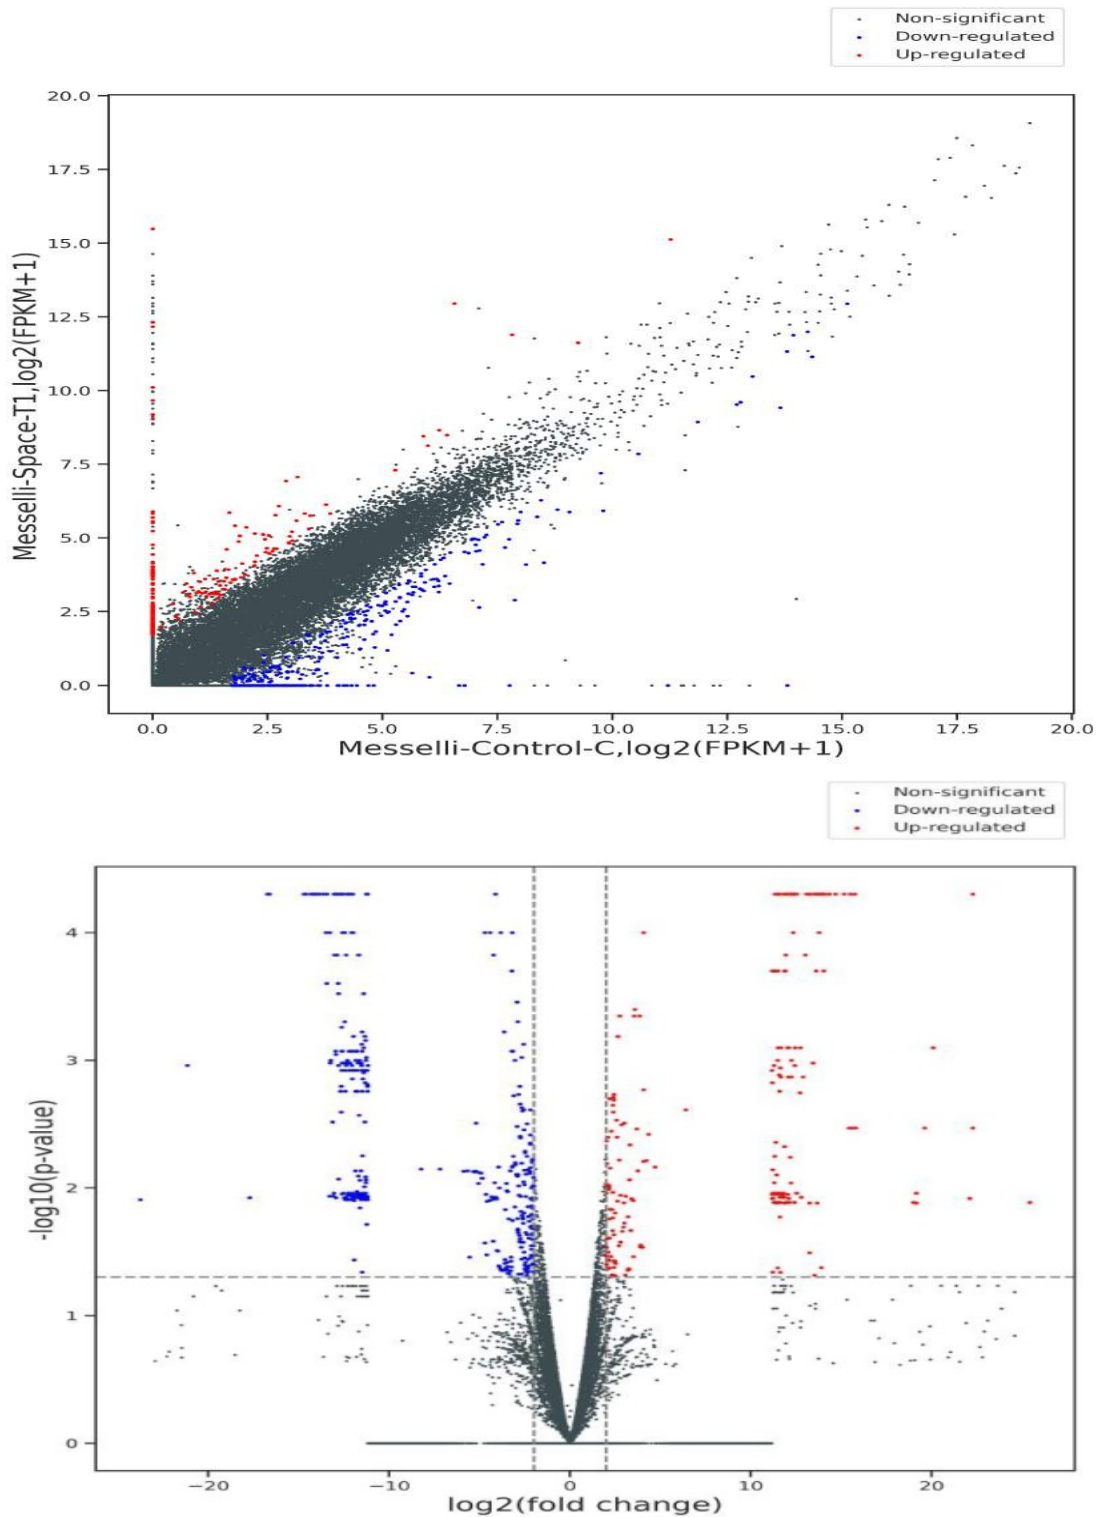 Non-significant
Down-regulated
Up-regulated
20.0
17.5
15.0
12.5
10.0
7.5
5.0
2.5
0.0
Messelli-Space-T1,log2(FPKM+1)
0.0 2.5 5.0 7.5 10.0 12.5 15.0 17.5 20.0
Messelli-Control-C,log2(FPKM+1)
Non-significant
Down-regulated
Up-regulated
4
3
2
1
0
-log10(p-value)
−20 −10 0 10 20
log2(fold change)